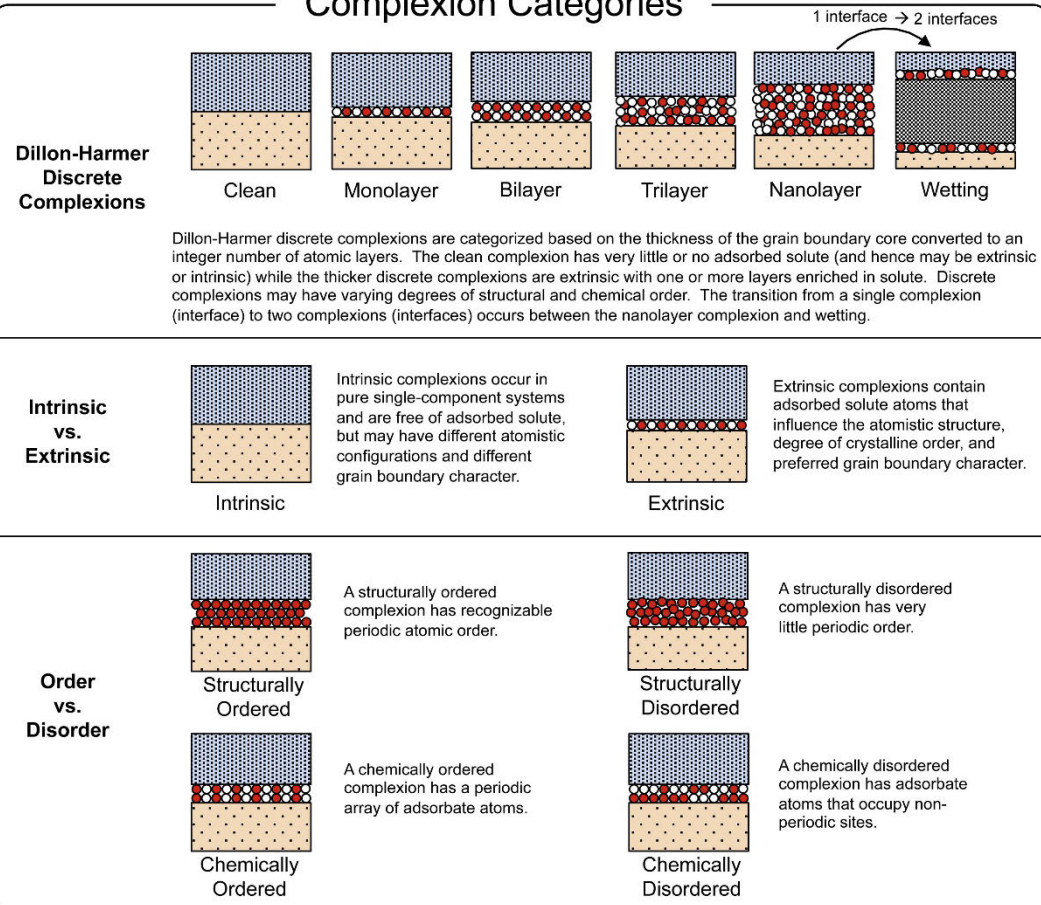 Complexion Categories
1 interface → 2 interfaces
Dillon-Harmer
Discrete
Complexions
Clean
Monolayer
Bilayer
Trilayer
Nanolayer
Wetting
Dillon-Harmer discrete complexions are categorized based on the thickness of the grain boundary core converted to an
integer number of atomic layers. The clean complexion has very little or no adsorbed solute (and hence may be extrinsic
or intrinsic) while the thicker discrete complexions are extrinsic with one or more layers enriched in solute. Discrete
complexions may have varying degrees of structural and chemical order. The transition from a single complexion
(interface) to two complexions (interfaces) occurs between the nanolayer complexion and wetting.
Intrinsic
vs.
Extrinsic
Intrinsic
Intrinsic complexions occur in
pure single-component systems
and are free of adsorbed solute,
but may have different atomistic
configurations and different
grain boundary character.
Extrinsic
Extrinsic complexions contain
adsorbed solute atoms that
influence the atomistic structure,
degree of crystalline order, and
preferred grain boundary character.
Order
vs.
Disorder
Structurally
Ordered
A structurally ordered
complexion has recognizable
periodic atomic order.
Structurally
Disordered
A structurally disordered
complexion has very
little periodic order.
Chemically
Ordered
A chemically ordered
complexion has a periodic
array of adsorbate atoms.
Chemically
Disordered
A chemically disordered
complexion has adsorbate
atoms that occupy non-
periodic sites.